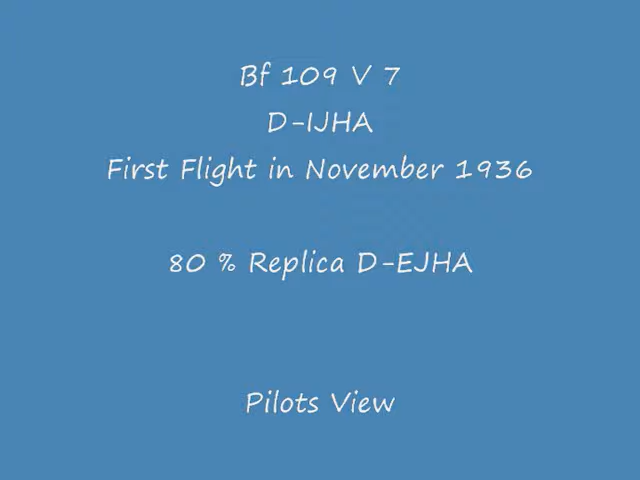 Bf 109 V 7
D-IJHA
First Flight in November 1936
80 % Replica D-EJHA
Pilots View